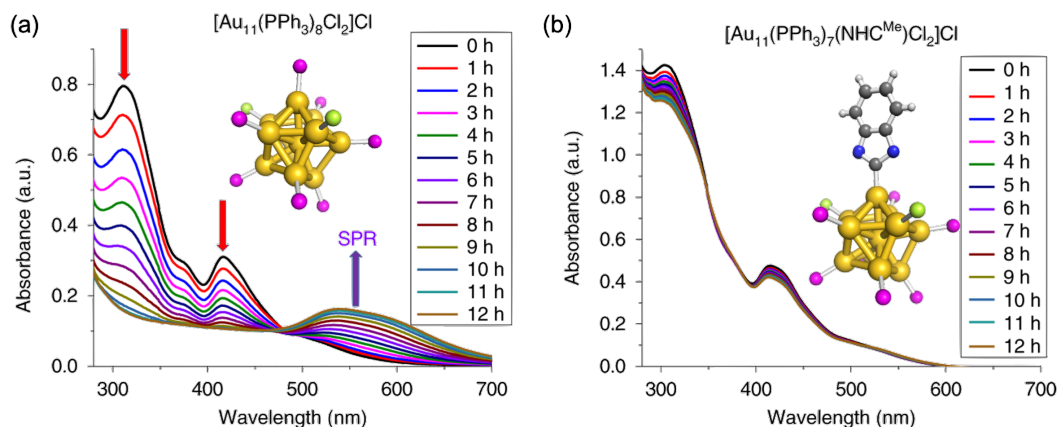 (a)
[Au₁₁(PPh₃)₈Cl₂]Cl
Absorbance (a.u.)
0.8
0.6
0.4
0.2
0.0
300
400
500
600
700
Wavelength (nm)
SPR
0 h
1 h
2 h
3 h
4 h
5 h
6 h
7 h
8 h
9 h
10 h
11 h
12 h
(b)
[Au₁₁(PPh₃)₇(NHCᴹᵉ)Cl₂]Cl
Absorbance (a.u.)
1.4
1.2
1.0
0.8
0.6
0.4
0.2
0.0
300
400
500
600
700
Wavelength (nm)
0 h
1 h
2 h
3 h
4 h
5 h
6 h
7 h
8 h
9 h
10 h
11 h
12 h